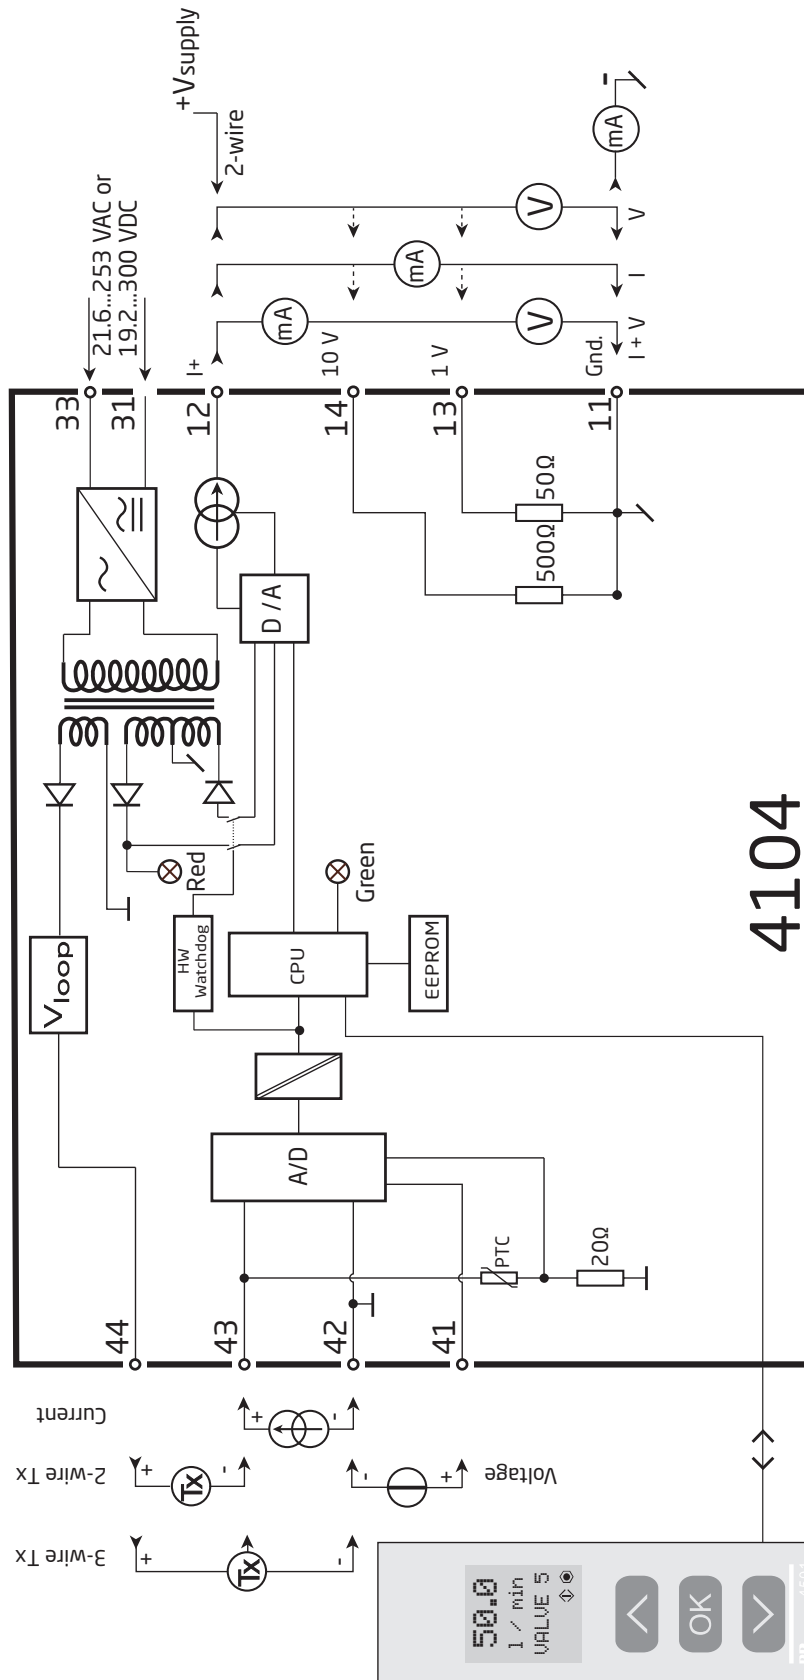 3-wire Tx
2-wire Tx
Current
Voltage
+
-
Tx
+
-
Tx
+
-
-
+
44
43
42
41
Vloop
HW
Watchdog
Red
Green
A/D
CPU
EEPROM
D / A
PTC
20Ω
500Ω
50Ω
33
31
12
14
13
11
21.6...253 VAC or
19.2...300 VDC
+Vsupply
2-wire
I+
10 V
1 V
Gnd.
mA
V
I + V
mA
I
V
V
mA
-
4104
50.0
l / min
VALVE 5
OK